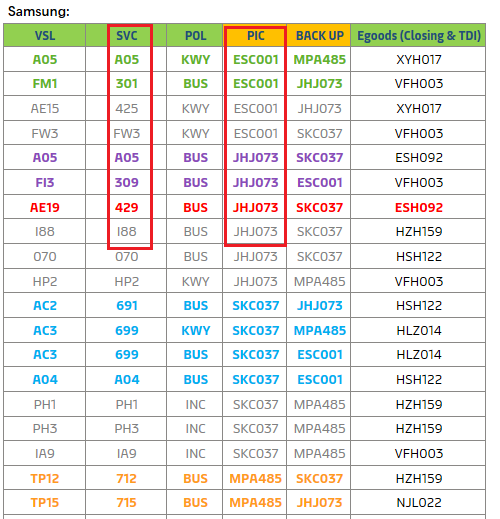 Samsung:
VSL SVC POL PIC BACK UP Egoods (Closing & TDI)
A05 A05 KWY ESC001 MPA485 XYH017
FM1 301 BUS ESC001 JHJ073 VFH003
AE15 425 KWY ESC001 JHJ073 XYH017
FW3 FW3 KWY ESC001 SKC037 VFH003
A05 A05 BUS JHJ073 SKC037 ESH092
FI3 309 BUS JHJ073 ESC001 VFH003
AE19 429 BUS JHJ073 SKC037 ESH092
I88 I88 BUS JHJ073 SKC037 HZH159
070 070 BUS JHJ073 SKC037 HSH122
HP2 HP2 KWY JHJ073 MPA485 VFH003
AC2 691 BUS SKC037 JHJ073 HSH122
AC3 699 KWY SKC037 MPA485 HLZ014
AC3 699 BUS SKC037 ESC001 HLZ014
A04 A04 BUS SKC037 ESC001 HSH122
PH1 PH1 INC SKC037 MPA485 HZH159
PH3 PH3 INC SKC037 MPA485 HZH159
IA9 IA9 INC SKC037 MPA485 VFH003
TP12 712 BUS MPA485 SKC037 HZH159
TP15 715 BUS MPA485 JHJ073 NJL022